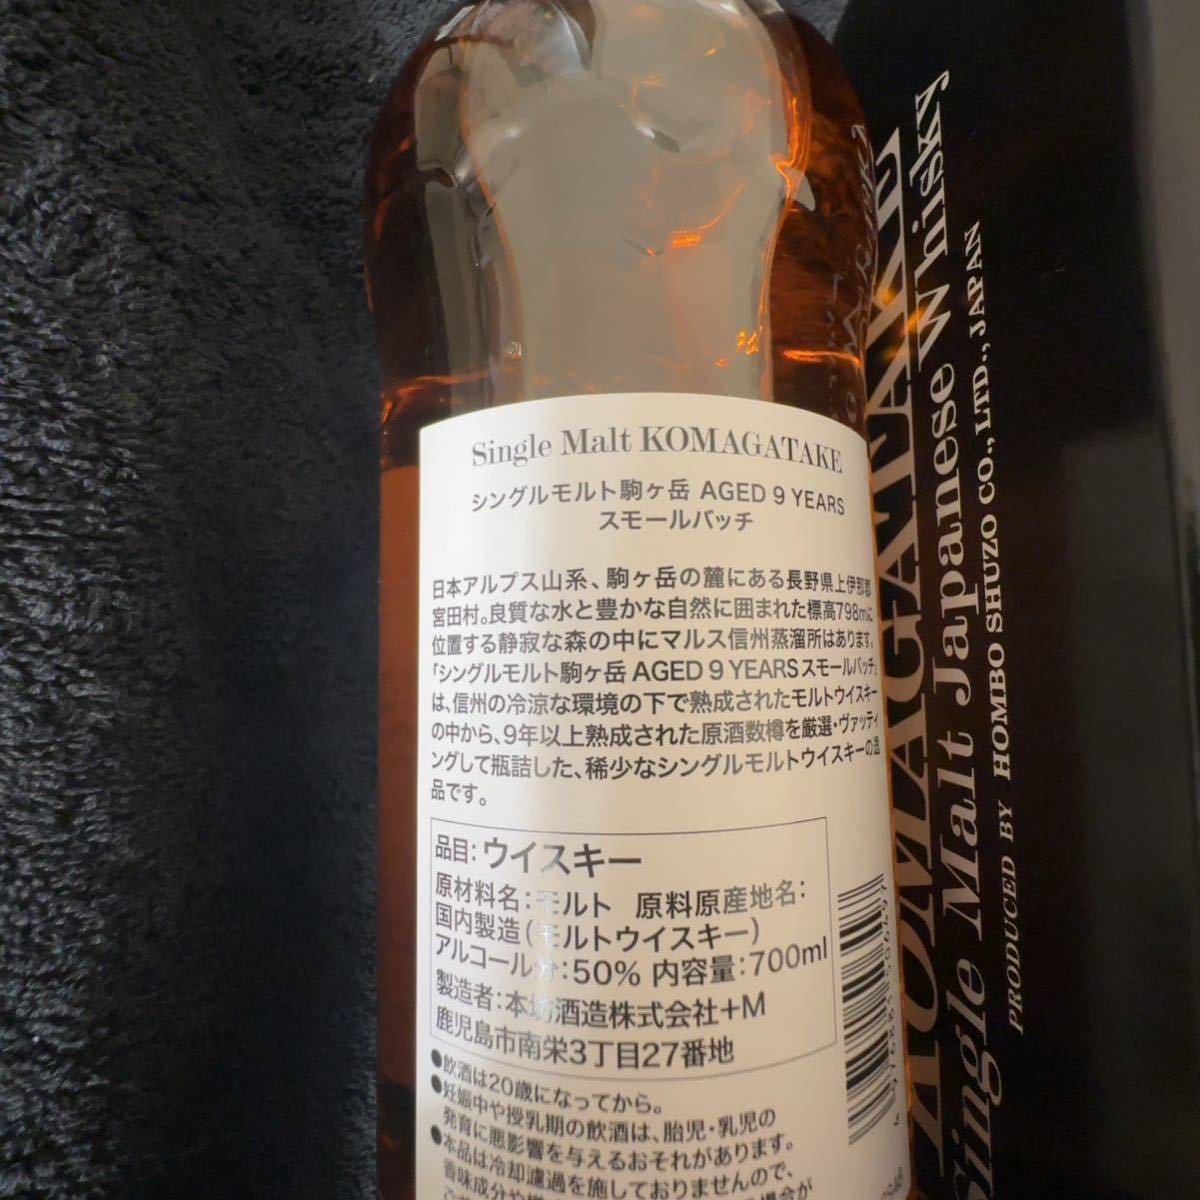 Single Malt KOMAGATAKE
シングルモルト駒ヶ岳 AGED 9 YEARS
スモールバッチ
日本アルプス山系、駒ヶ岳の麓にある長野県上伊那郡
宮田村。良質な水と豊かな自然に囲まれた標高798mに
位置する静寂な森の中にマルス信州蒸溜所はあります。
「シングルモルト駒ヶ岳 AGED 9 YEARSスモールバッチ」
は、信州の冷涼な環境の下で熟成されたモルトウイスキー
の中から、9年以上熟成された原酒数樽を厳選・ヴァッティ
ングして瓶詰した、稀少なシングルモルトウイスキーの逸
品です。
品目：ウイスキー
原材料名：モルト 原料原産地名：
国内製造（モルトウイスキー）
アルコール分：50% 内容量：700ml
製造者：本坊酒造株式会社+M
鹿児島市南栄3丁目27番地
●飲酒は20歳になってから。
●妊娠中や授乳期の飲酒は、胎児・乳児の
発育に悪影響を与えるおそれがあります。
●本品は冷却濾過を施しておりませんので、
KOMAGATAKE
Single Malt Japanese Whisky
PRODUCED BY HOMBO SHUZO CO., LTD., JAPAN